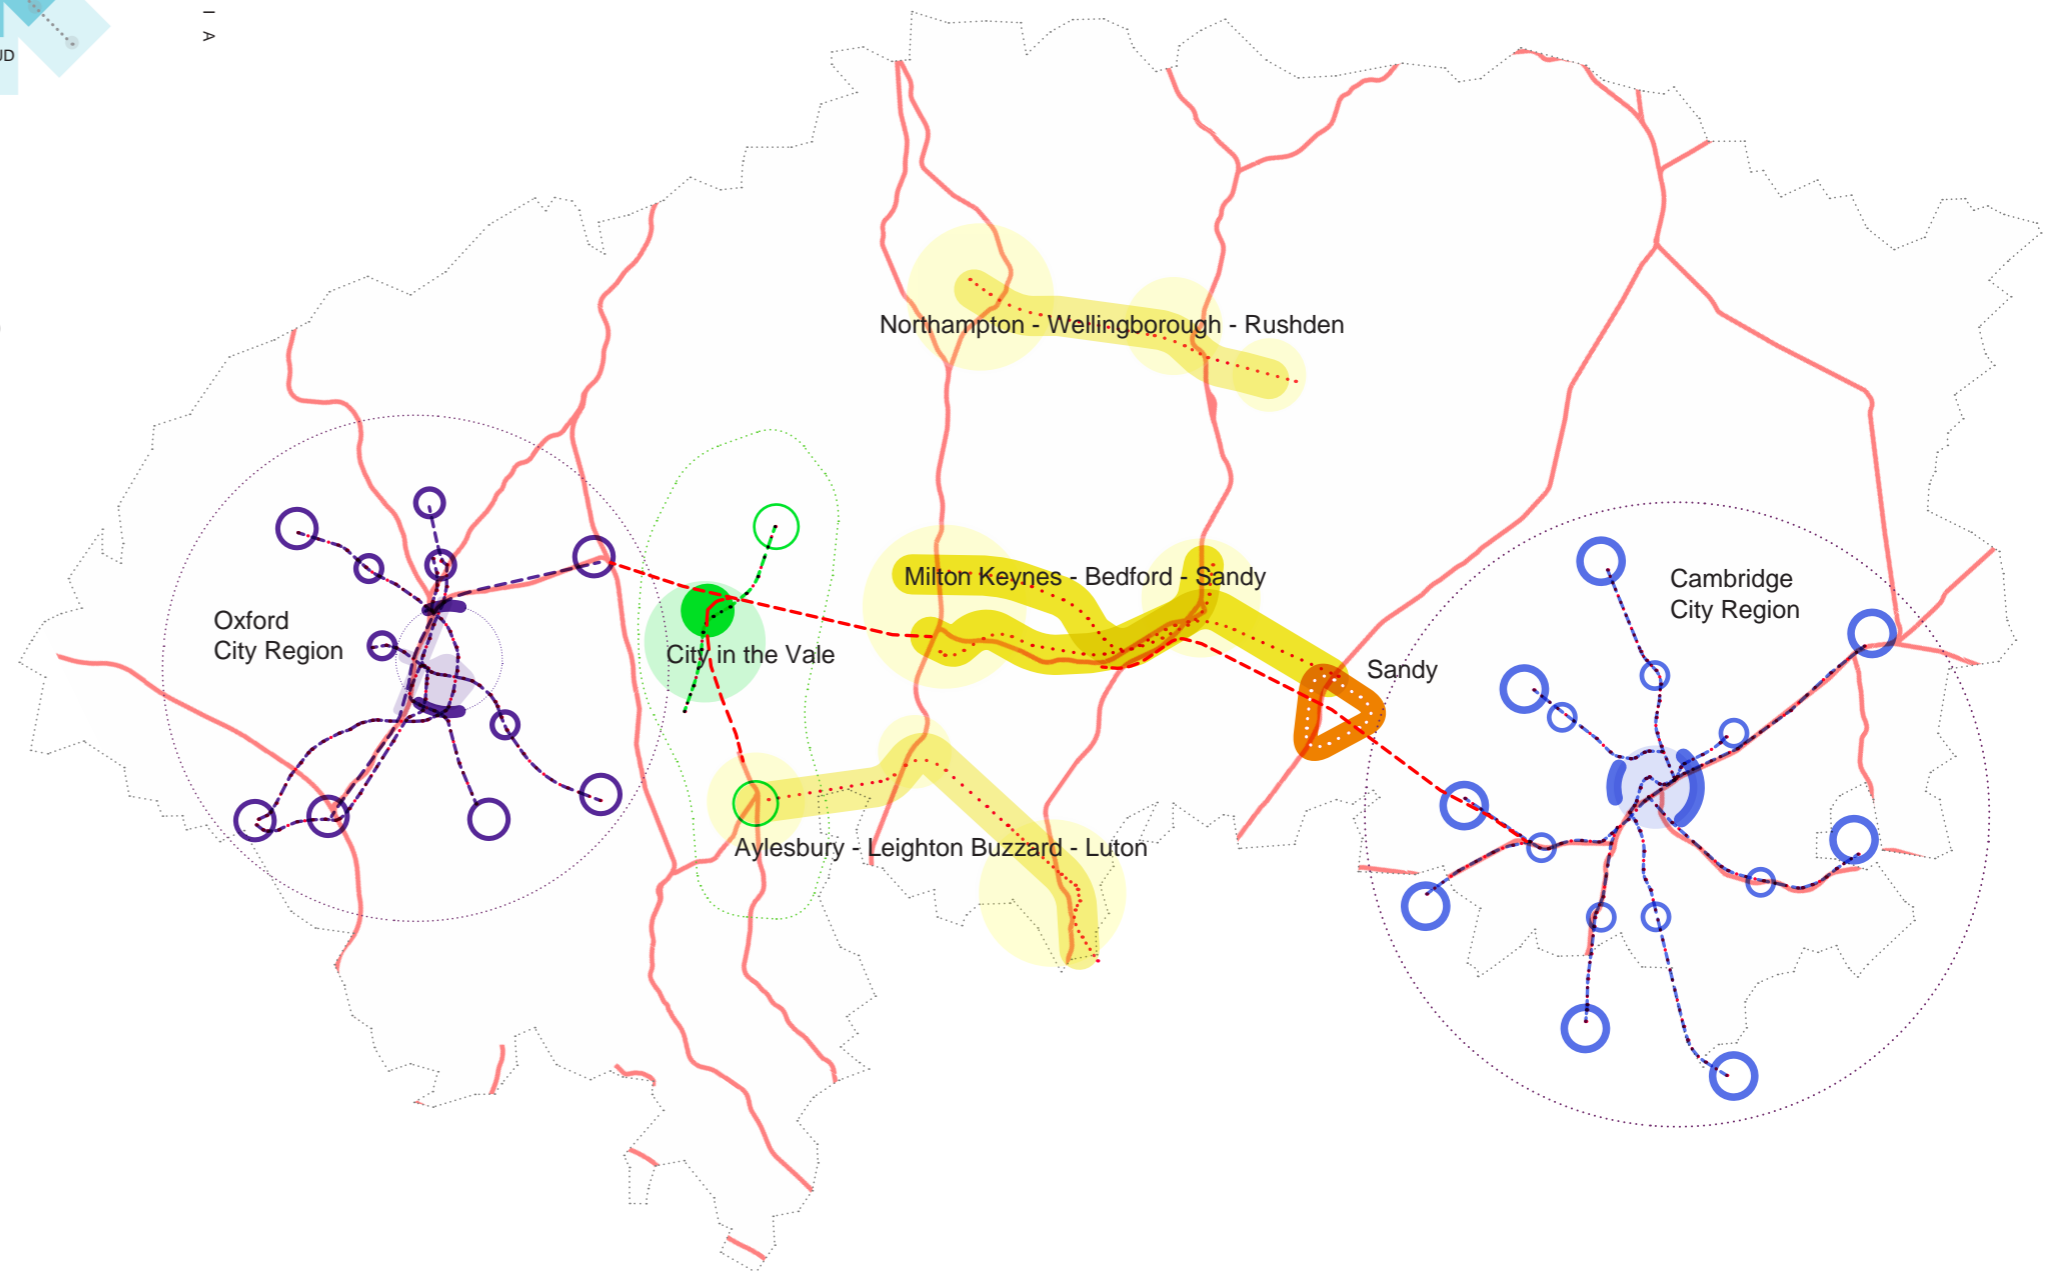 I A
UD
Northampton - Wellingborough - Rushden
Milton Keynes - Bedford - Sandy
Cambridge
City Region
Oxford
City Region
City in the Vale
Sandy
Aylesbury - Leighton Buzzard - Luton